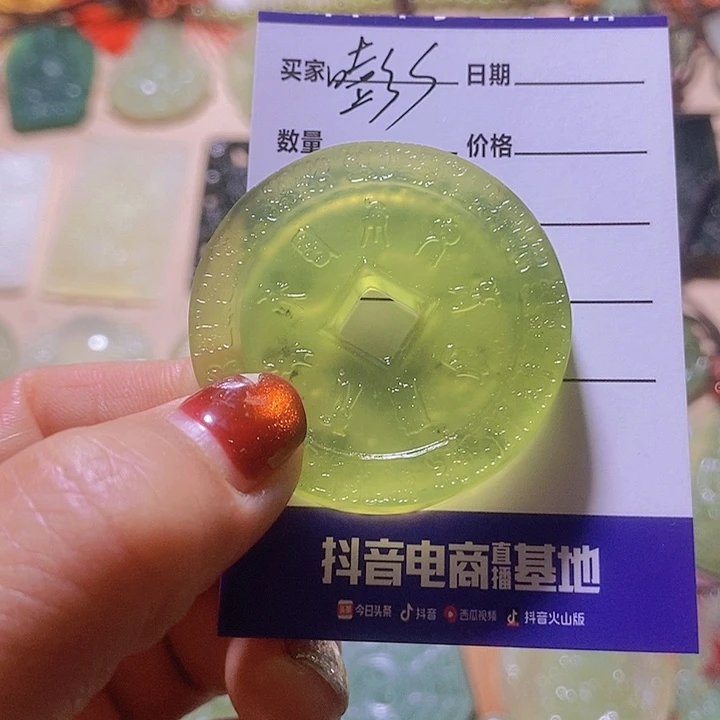 买家 日期
数量 价格
抖音电商直播基地
今日头条 抖音 西瓜视频 抖音火山版